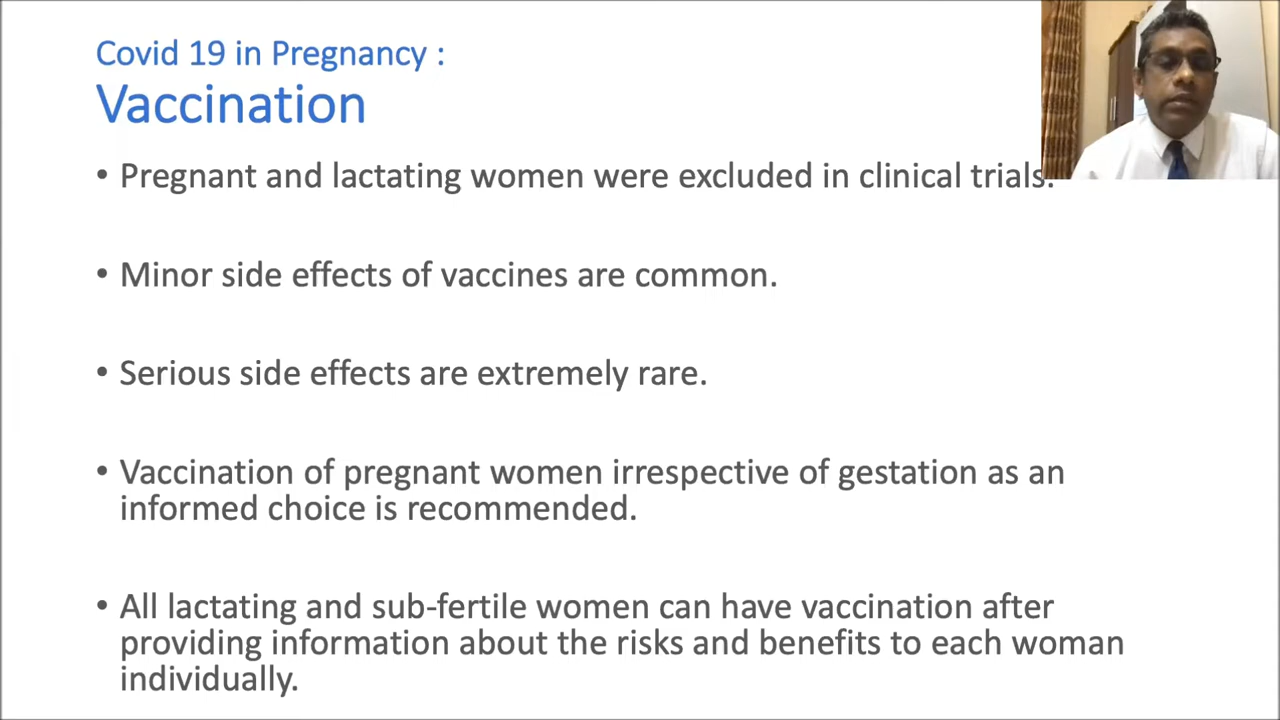 Covid 19 in Pregnancy :
Vaccination
• Pregnant and lactating women were excluded in clinical trials.
• Minor side effects of vaccines are common.
• Serious side effects are extremely rare.
• Vaccination of pregnant women irrespective of gestation as an
informed choice is recommended.
• All lactating and sub-fertile women can have vaccination after
providing information about the risks and benefits to each woman
individually.